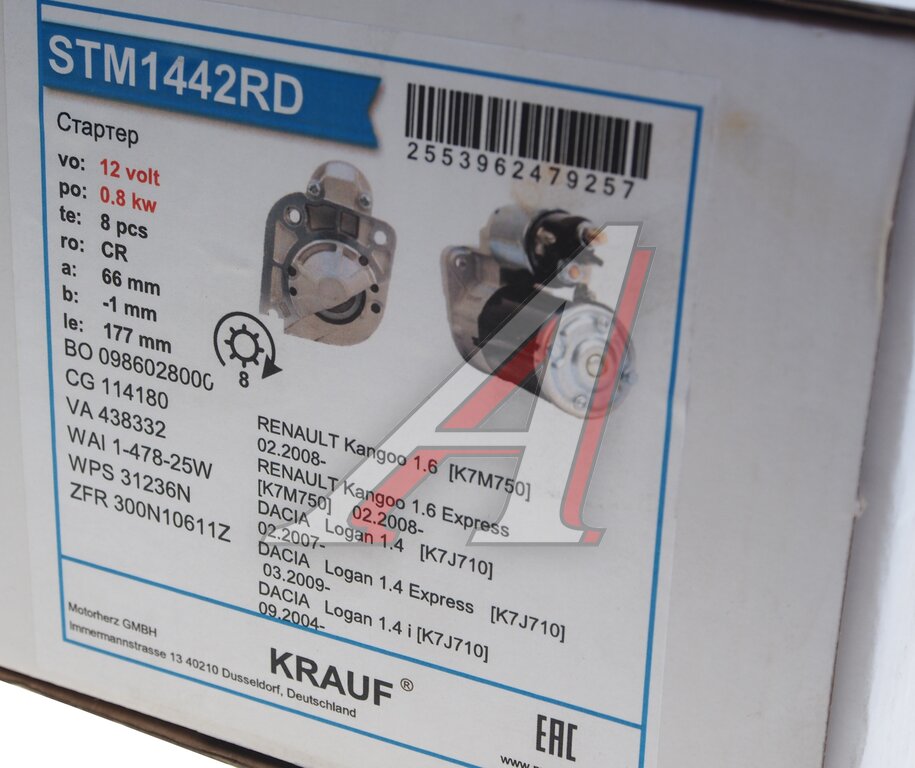 STM1442RD
Стартер
vo: 12 volt
po: 0.8 kw
te: 8 pcs
ro: CR
a: 66 mm
b: -1 mm
le: 177 mm
BO 0986028000
CG 114180
VA 438332
WAI 1-478-25W
WPS 31236N
ZFR 300N10611Z
8
2553962479257
RENAULT Kangoo 1.6 [K7M750]
02.2008-
RENAULT Kangoo 1.6 Express
[K7M750] 02.2008-
DACIA Logan 1.4 [K7J710]
02.2007-
DACIA Logan 1.4 Express [K7J710]
03.2009-
DACIA Logan 1.4 i [K7J710]
09.2004-
Motorherz GMBH
Immermannstrasse 13 40210 Dusseldorf, Deutschland
KRAUF ®
EAC